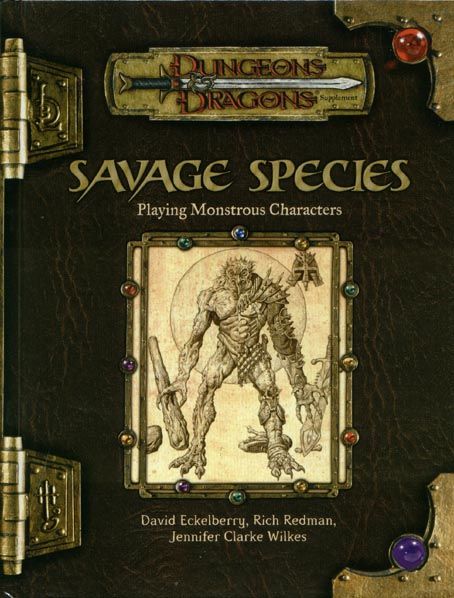 DUNGEONS
DRAGONS
Supplement
SAVAGE SPECIES
Playing Monstrous Characters
David Eckelberry, Rich Redman,
Jennifer Clarke Wilkes